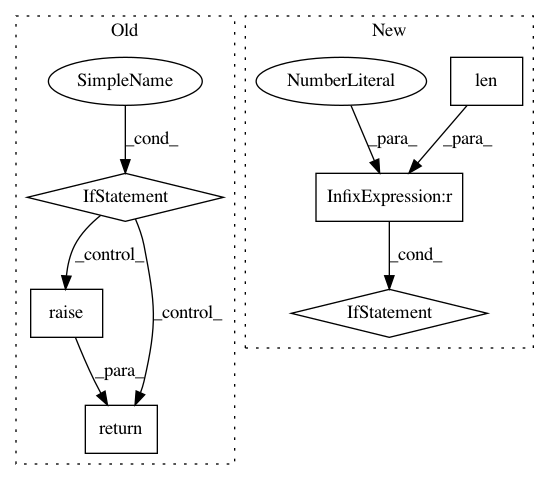 Old
New
SimpleName
NumberLiteral
len
_cond_
_para_
_para_
IfStatement
InfixExpression:r
_control_
_control_
_cond_
raise
IfStatement
_para_
return